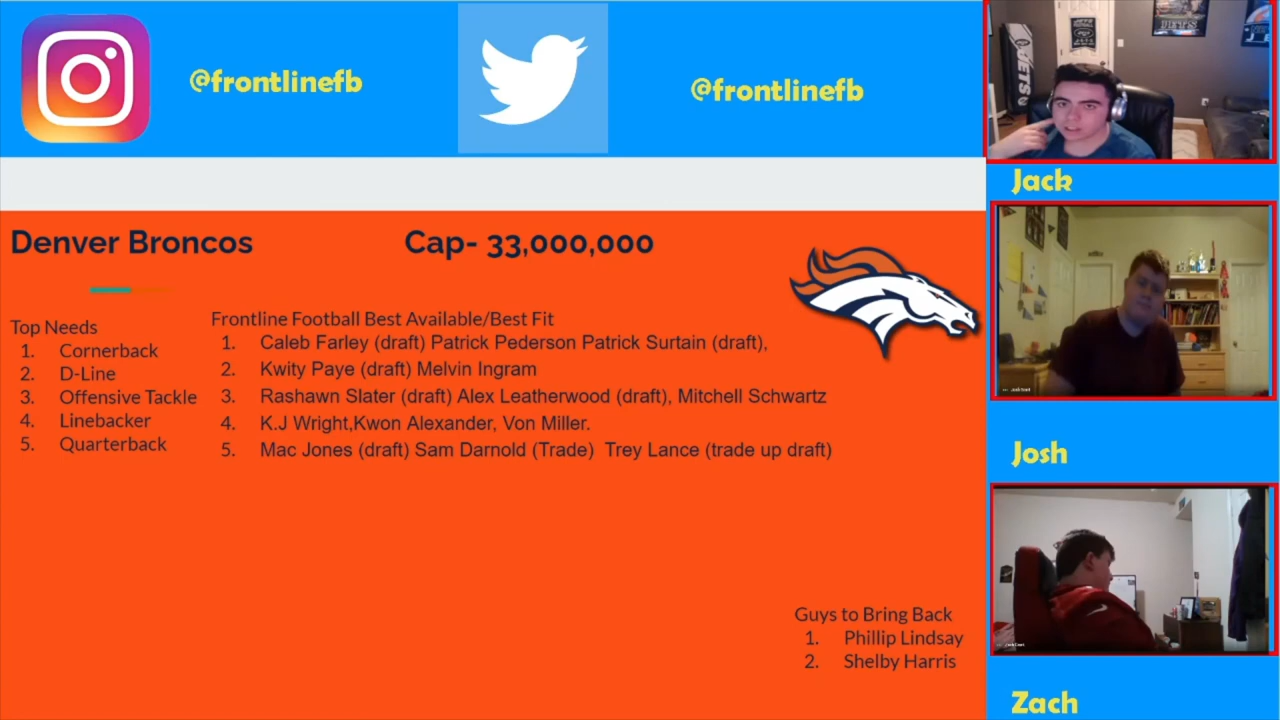 @frontlinefb
@frontlinefb
Denver Broncos
Cap- 33,000,000
Top Needs
1. Cornerback
2. D-Line
3. Offensive Tackle
4. Linebacker
5. Quarterback
Frontline Football Best Available/Best Fit
1. Caleb Farley (draft) Patrick Pederson Patrick Surtain (draft),
2. Kwity Paye (draft) Melvin Ingram
3. Rashawn Slater (draft) Alex Leatherwood (draft), Mitchell Schwartz
4. K.J Wright,Kwon Alexander, Von Miller.
5. Mac Jones (draft) Sam Darnold (Trade) Trey Lance (trade up draft)
Guys to Bring Back
1. Phillip Lindsay
2. Shelby Harris
JETS
Jack
Josh
Zach